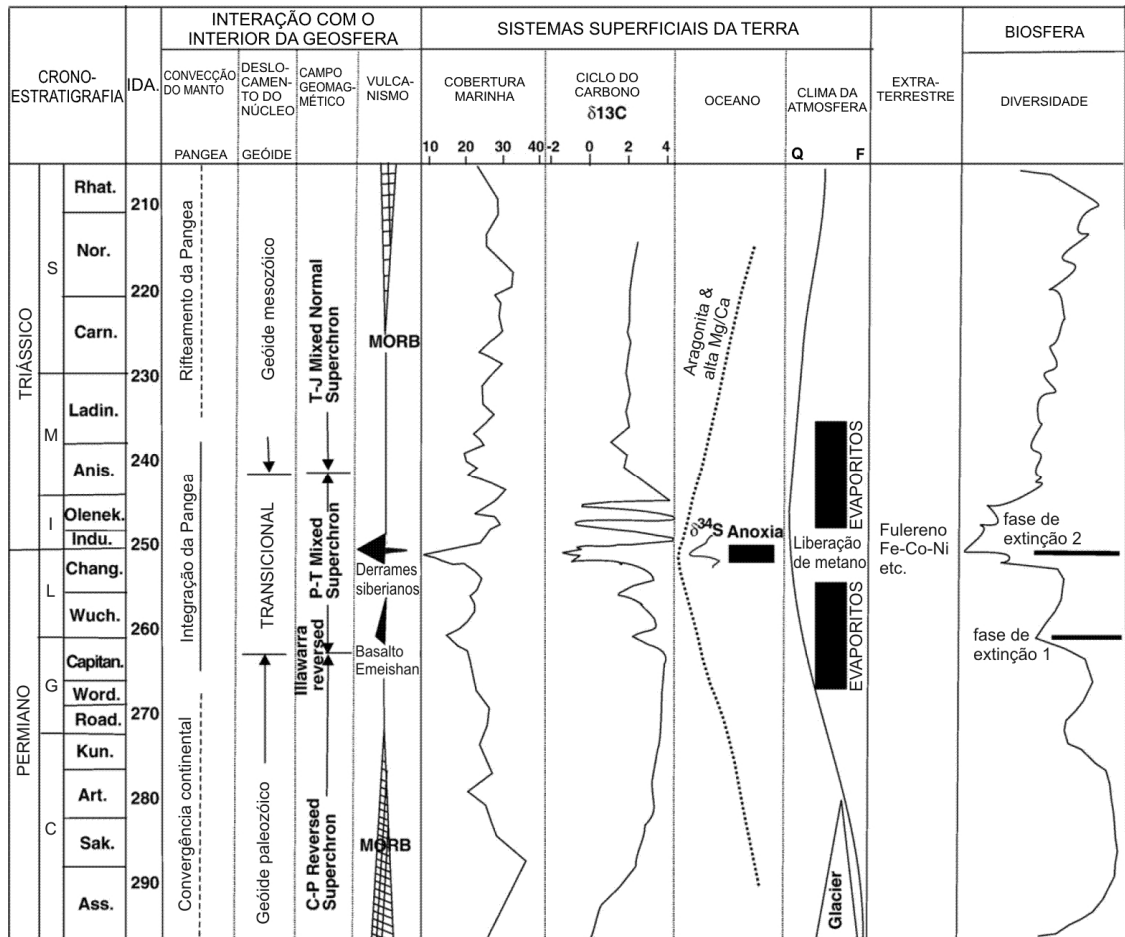 INTERAÇÃO COM O
INTERIOR DA GEOSFERA
SISTEMAS SUPERFICIAIS DA TERRA
BIOSFERA
CRONO-
ESTRATIGRAFIA
IDA.
CONVECÇÃO
DO MANTO
PANGEA
DESLO-
CAMEN-
TO DO
NÚCLEO
GEÓIDE
CAMPO
GEOMAG-
MÉTICO
VULCA-
NISMO
COBERTURA
MARINHA
10 20 30 40
CICLO DO
CARBONO
δ13C
-2 0 2 4
OCEANO
CLIMA DA
ATMOSFERA
Q F
EXTRA-
TERRESTRE
DIVERSIDADE
TRIÁSSICO
PERMIANO
S
M
I
L
G
C
Rhat.
Nor.
Carn.
Ladin.
Anis.
Olenek.
Indu.
Chang.
Wuch.
Capitan.
Word.
Road.
Kun.
Art.
Sak.
Ass.
210
220
230
240
250
260
270
280
290
Rifteamento da Pangea
Integração da Pangea
Convergência continental
Geóide mesozóico
TRANSICIONAL
Geóide paleozóico
T-J Mixed Normal
Superchron
P-T Mixed
Superchron
Illawarra
reversed
C-P Reversed
Superchron
MORB
Derrames
siberianos
Basalto
Emeishan
MORB
Aragonita &
alta Mg/Ca
δ34S Anoxia
EVAPORITOS
Liberação
de metano
EVAPORITOS
Glacier
Fulereno
Fe-Co-Ni
etc.
fase de
extinção 2
fase de
extinção 1